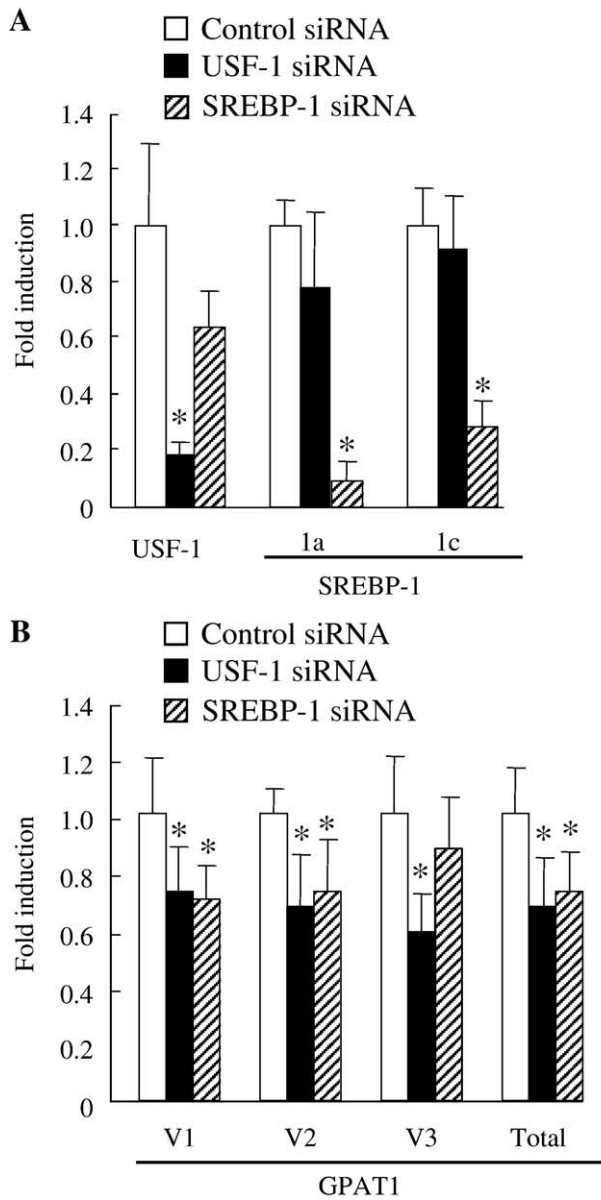 A
Control siRNA
USF-1 siRNA
SREBP-1 siRNA
Fold induction
1.4
1.2
1.0
0.8
0.6
0.4
0.2
0
*
*
*
USF-1
1a
1c
SREBP-1
B
Control siRNA
USF-1 siRNA
SREBP-1 siRNA
Fold induction
1.4
1.2
1.0
0.8
0.6
0.4
0.2
0
* *
* *
*
* *
V1 V2 V3 Total
GPAT1